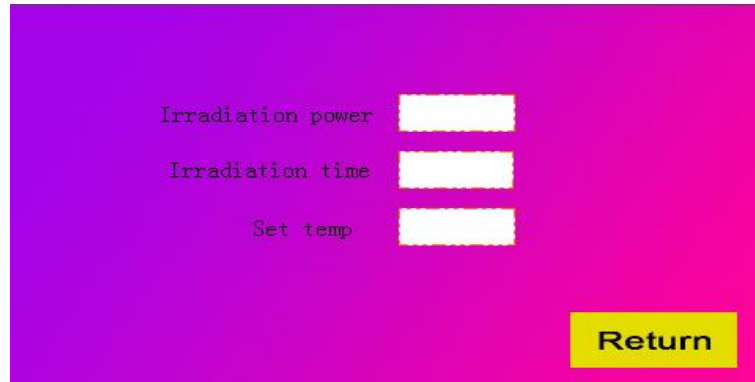 Irradiation power
Irradiation time
Set temp
Return